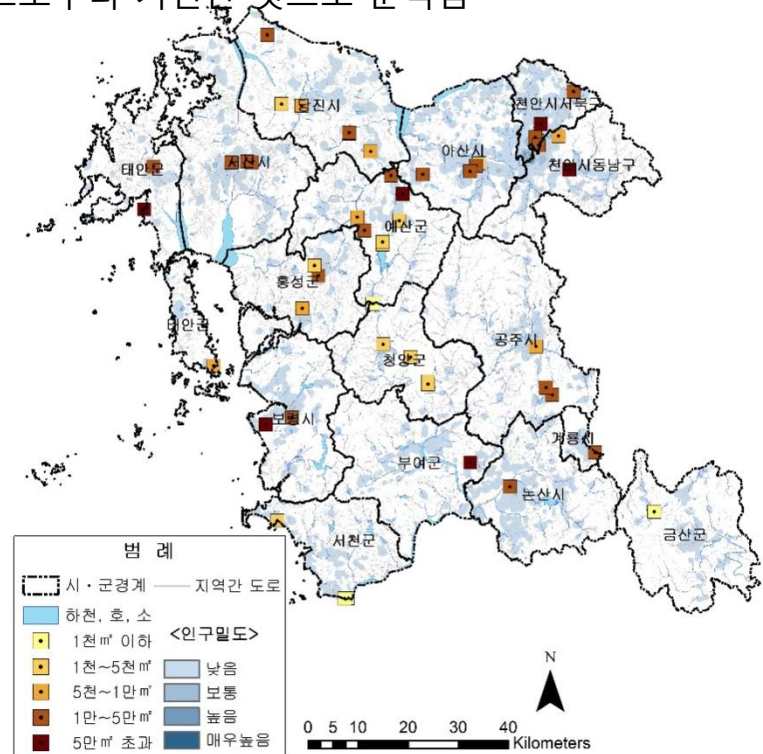 당진시
천안시서북구
아산시
천안시동남구
태안군
서산시
예산군
홍성군
태안군
공주시
청양군
보령시
계룡시
부여군
논산시
서천군
금산군
범 례
시·군경계 지역간 도로
하천, 호, 소
1천㎡ 이하 <인구밀도>
1천~5천㎡ 낮음
5천~1만㎡ 보통
1만~5만㎡ 높음
5만㎡ 초과 매우높음
N
0 5 10 20 30 40
Kilometers